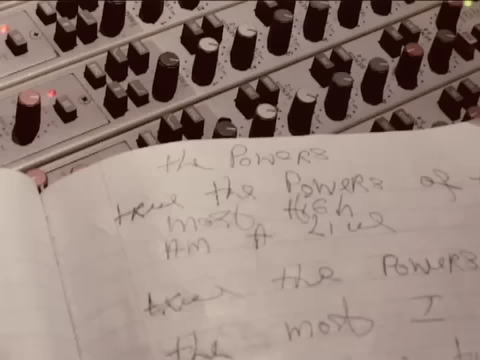 the Powers
true the Powers of
most High
AM A Live
true the Powers
the most I